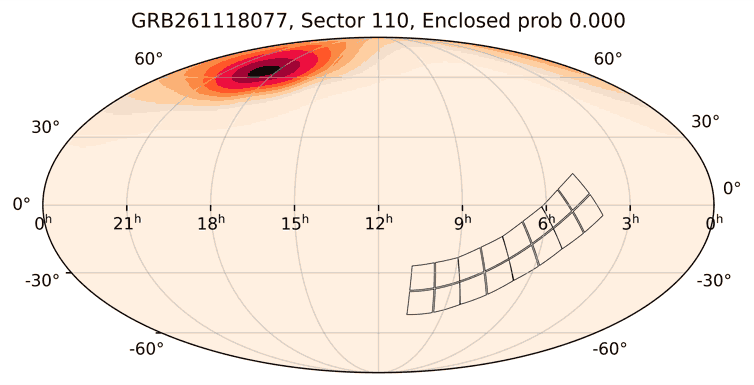 GRB261118077, Sector 110, Enclosed prob 0.000
60° 60°
30° 30°
0° 0°
0h 21h 18h 15h 12h 9h 6h 3h 0h
-30° -30°
-60° -60°